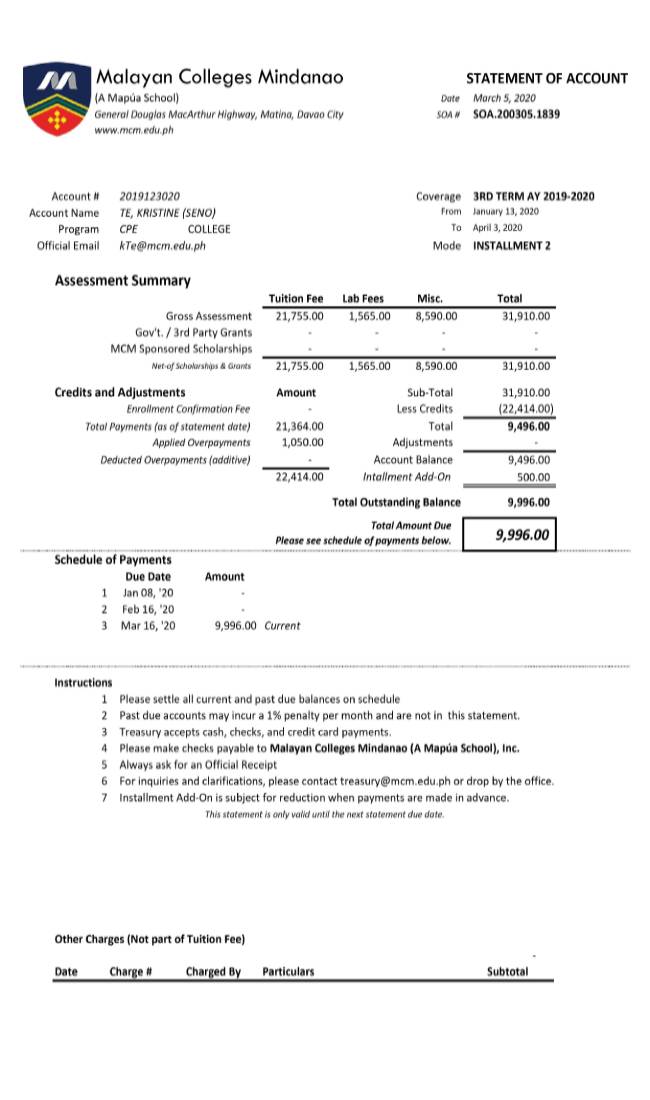 Malayan Colleges Mindanao
(A Mapúa School)
General Douglas MacArthur Highway, Matina, Davao City
www.mcm.edu.ph
STATEMENT OF ACCOUNT
Date March 5, 2020
SOA # SOA.200305.1839
Account # 2019123020
Account Name TE, KRISTINE (SENO)
Program CPE COLLEGE
Official Email kTe@mcm.edu.ph
Coverage 3RD TERM AY 2019-2020
From January 13, 2020
To April 3, 2020
Mode INSTALLMENT 2
Assessment Summary
Tuition Fee Lab Fees Misc. Total
Gross Assessment 21,755.00 1,565.00 8,590.00 31,910.00
Gov't. / 3rd Party Grants - - - -
MCM Sponsored Scholarships - - - -
Net-of Scholarships & Grants 21,755.00 1,565.00 8,590.00 31,910.00
Credits and Adjustments Amount Sub-Total 31,910.00
Enrollment Confirmation Fee - Less Credits (22,414.00)
Total Payments (as of statement date) 21,364.00 Total 9,496.00
Applied Overpayments 1,050.00 Adjustments -
Deducted Overpayments (additive) - Account Balance 9,496.00
22,414.00 Intallment Add-On 500.00
Total Outstanding Balance 9,996.00
Total Amount Due
Please see schedule of payments below. 9,996.00
Schedule of Payments
Due Date Amount
1 Jan 08, '20 -
2 Feb 16, '20 -
3 Mar 16, '20 9,996.00 Current
Instructions
1 Please settle all current and past due balances on schedule
2 Past due accounts may incur a 1% penalty per month and are not in this statement.
3 Treasury accepts cash, checks, and credit card payments.
4 Please make checks payable to Malayan Colleges Mindanao (A Mapúa School), Inc.
5 Always ask for an Official Receipt
6 For inquiries and clarifications, please contact treasury@mcm.edu.ph or drop by the office.
7 Installment Add-On is subject for reduction when payments are made in advance.
This statement is only valid until the next statement due date.
Other Charges (Not part of Tuition Fee)
-
Date Charge # Charged By Particulars Subtotal